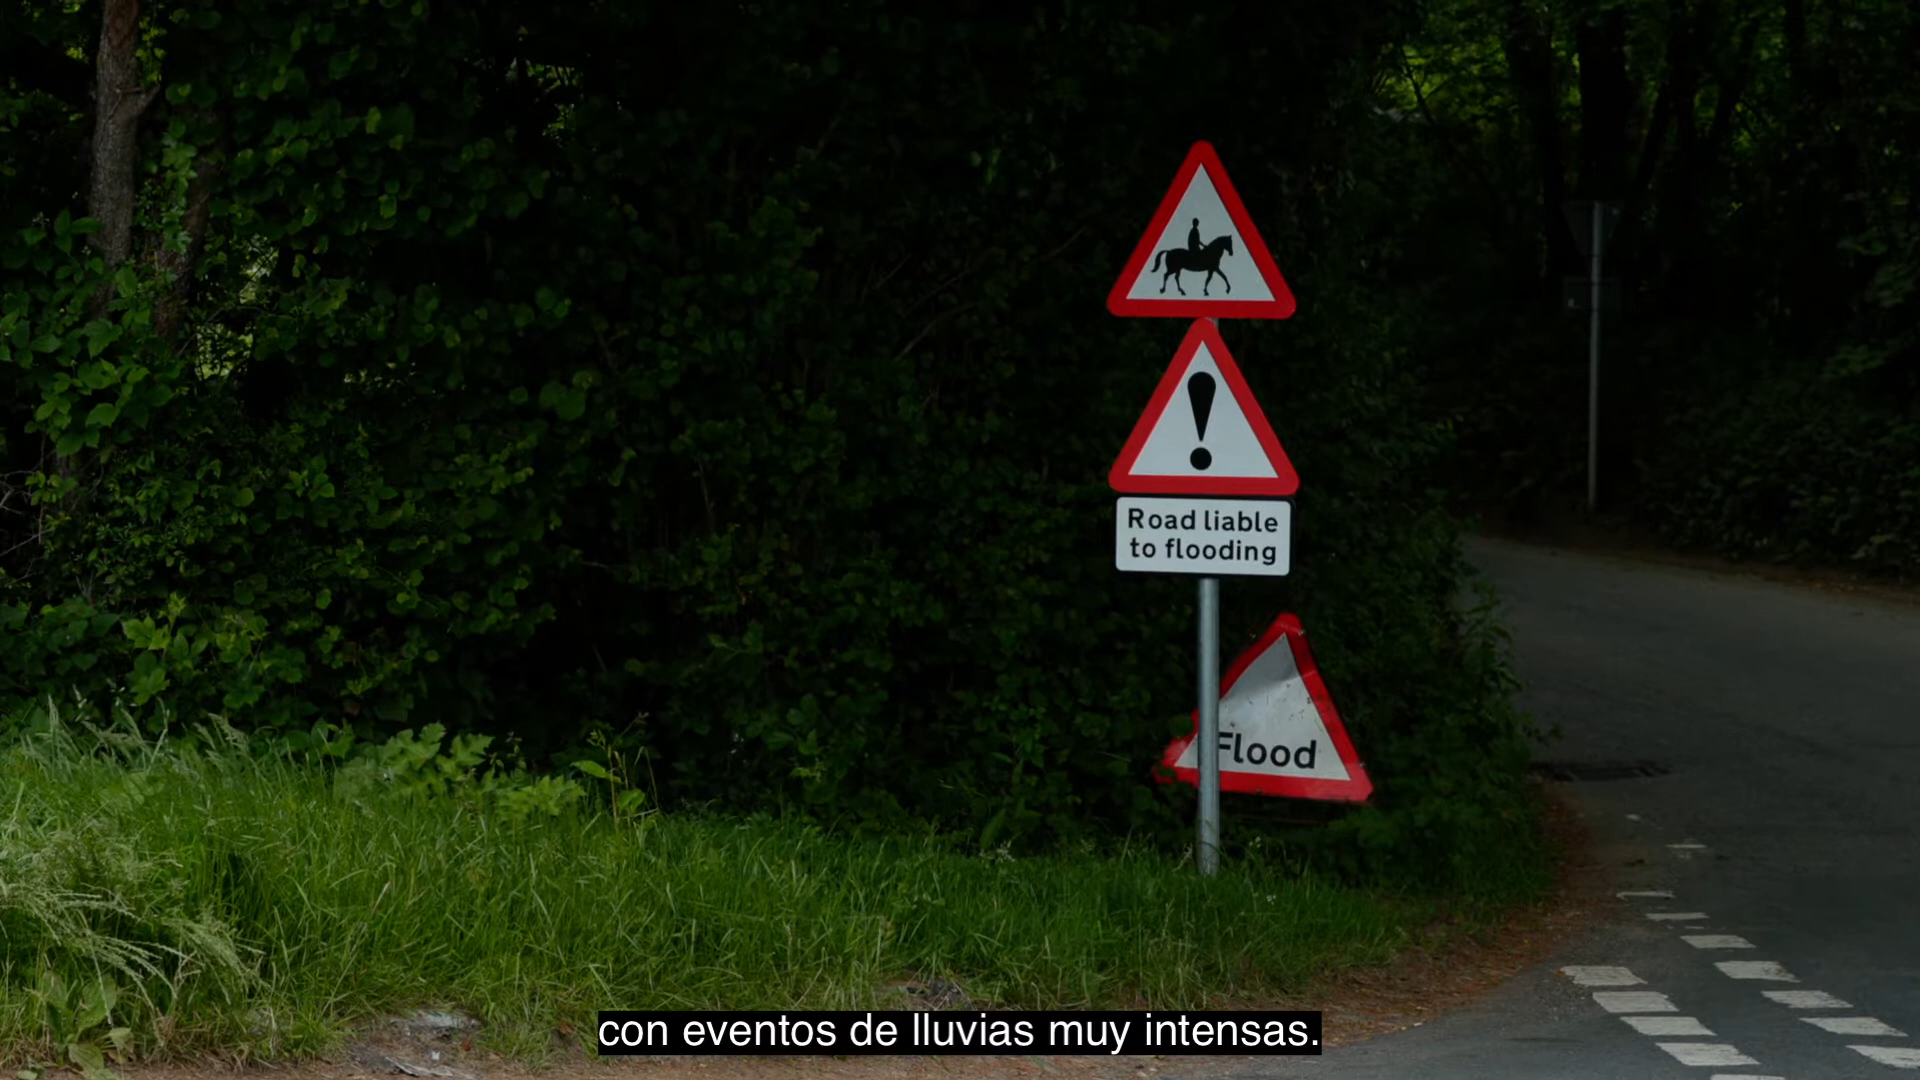 Road liable
to flooding
Flood
con eventos de lluvias muy intensas.